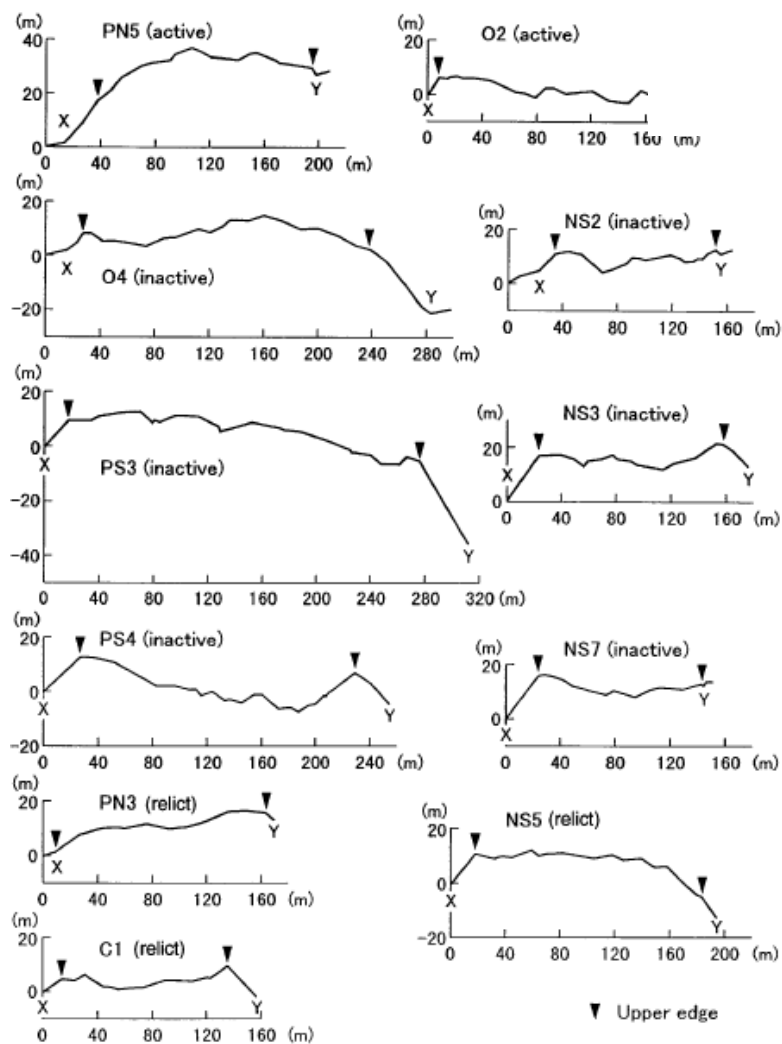 (m)
PN5 (active)
40
20
0
X
Y
0 40 80 120 160 200 (m)
(m)
O2 (active)
20
0
X
0 40 80 120 160 (m)
(m)
20
0
-20
X
O4 (inactive)
Y
0 40 80 120 160 200 240 280 (m)
(m)
NS2 (inactive)
20
0
X
Y
0 40 80 120 160 (m)
(m)
20
0
X
PS3 (inactive)
-20
-40
Y
0 40 80 120 160 200 240 280 320 (m)
(m)
NS3 (inactive)
20
X
0
Y
0 40 80 120 160 (m)
(m)
PS4 (inactive)
20
0
X
Y
-20
0 40 80 120 160 200 240 (m)
(m)
NS7 (inactive)
20
0
X
Y
0 40 80 120 160 200 (m)
(m)
PN3 (relict)
20
0
X
Y
0 40 80 120 160 (m)
(m)
NS5 (relict)
20
0
X
Y
-20
0 40 80 120 160 200 (m)
(m)
C1 (relict)
20
0
X
Y
0 40 80 120 160 (m)
Upper edge